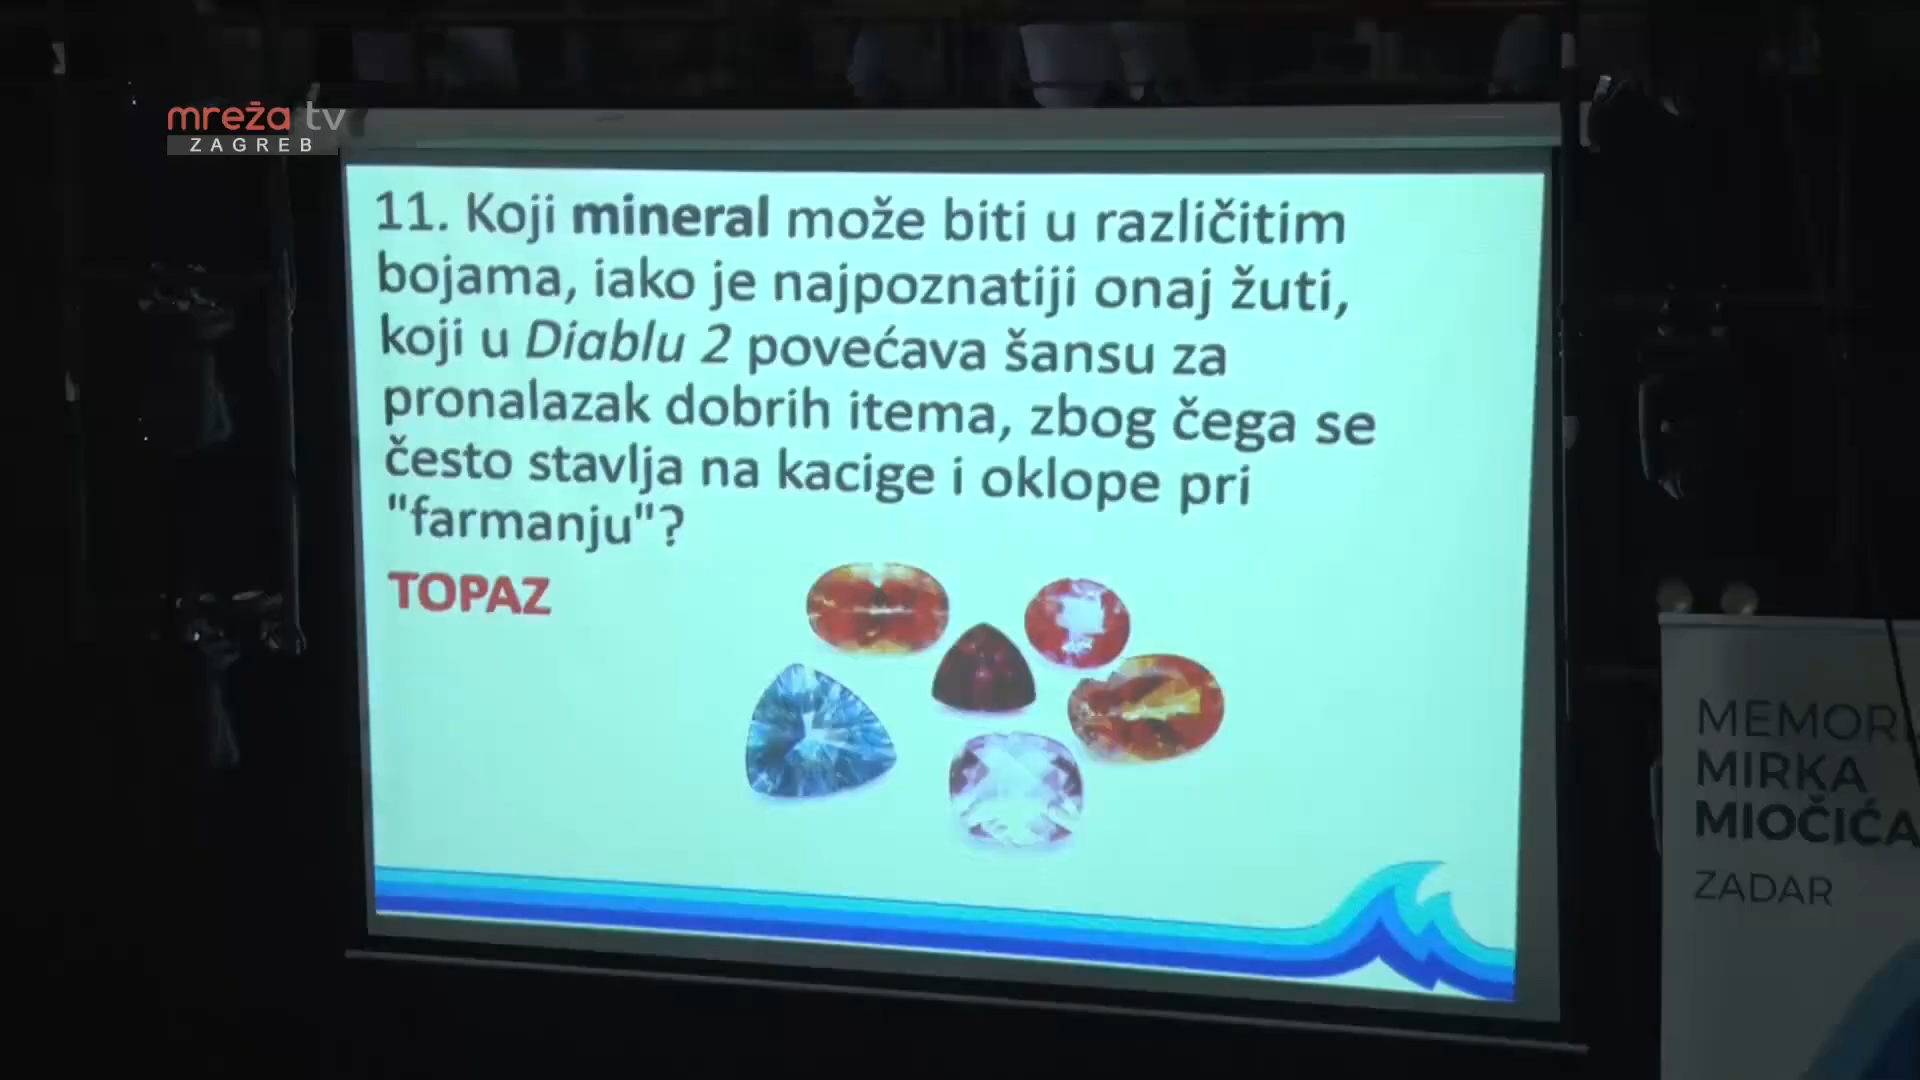 mreža tv
ZAGREB
11. Koji mineral može biti u različitim
bojama, iako je najpoznatiji onaj žuti,
koji u Diablu 2 povećava šansu za
pronalazak dobrih itema, zbog čega se
često stavlja na kacige i oklope pri
"farmanju"?
TOPAZ
MEMORI
MIRKA
MIOČIĆA
ZADAR